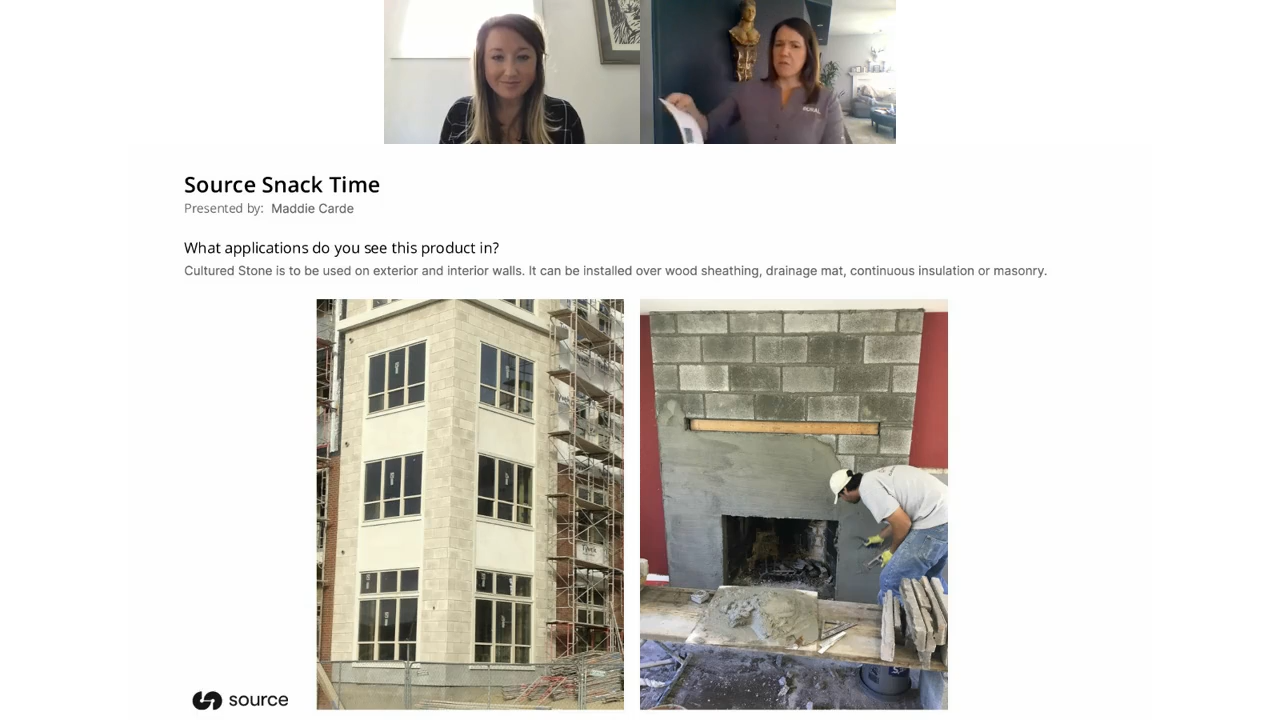 Source Snack Time
Presented by: Maddie Carde
What applications do you see this product in?
Cultured Stone is to be used on exterior and interior walls. It can be installed over wood sheathing, drainage mat, continuous insulation or masonry.
Tyvek
source